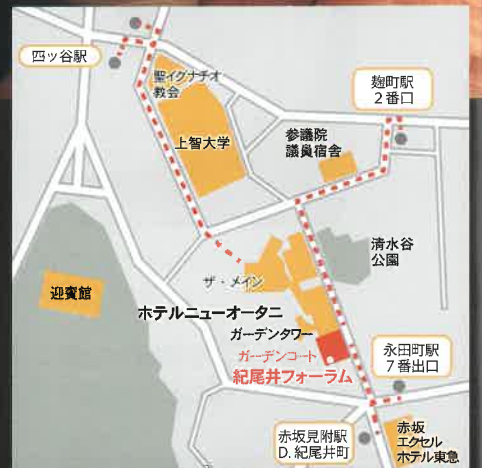 四ッ谷駅
聖イグナチオ
教会
麹町駅
2番口
上智大学
参議院
議員宿舎
清水谷
公園
迎賓館
ザ・メイン
ホテルニューオータニ
ガーデンタワー
ガーデンコート
紀尾井フォーラム
永田町駅
7番出口
赤坂見附駅
D. 紀尾井町
赤坂
エクセル
ホテル東急